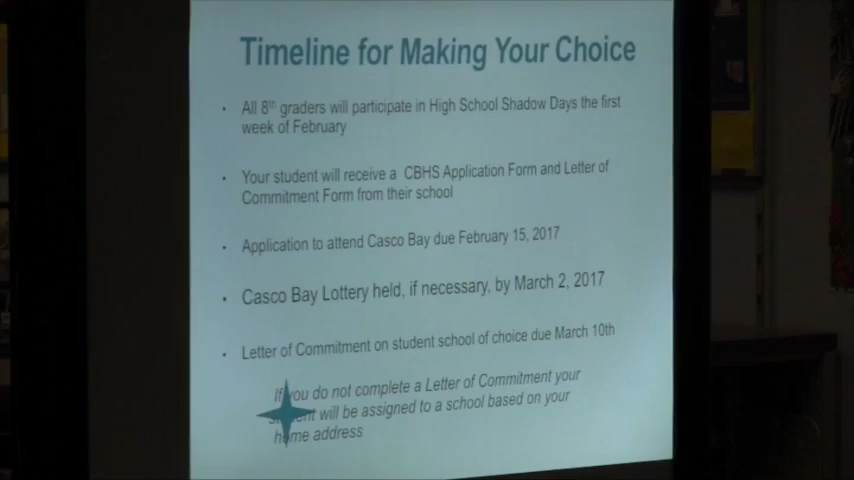 Timeline for Making Your Choice
• All 8th graders will participate in High School Shadow Days the first
week of February
• Your student will receive a CBHS Application Form and Letter of
Commitment Form from their school
• Application to attend Casco Bay due February 15, 2017
• Casco Bay Lottery held, if necessary, by March 2, 2017
• Letter of Commitment on student school of choice due March 10th
If you do not complete a Letter of Commitment your
will be assigned to a school based on your
home address